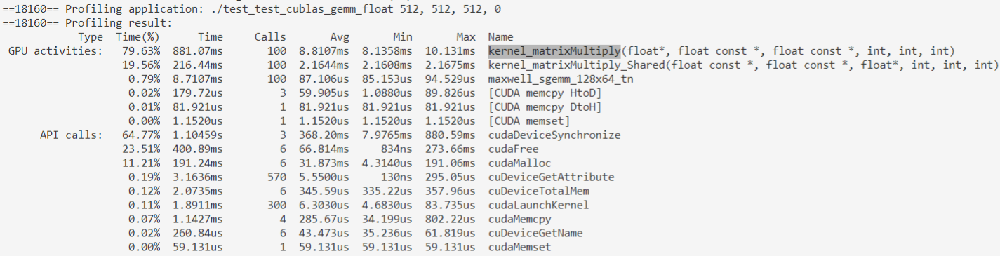 ==18160== Profiling application: ./test_test_cublas_gemm_float 512, 512, 512, 0
==18160== Profiling result:
Type Time(%) Time Calls Avg Min Max Name
GPU activities: 79.63% 881.07ms 100 8.8107ms 8.1358ms 10.131ms kernel_matrixMultiply(float*, float const *, float const *, int, int, int)
19.56% 216.44ms 100 2.1644ms 2.1608ms 2.1675ms kernel_matrixMultiply_Shared(float const *, float const *, float*, int, int, int)
0.79% 8.7107ms 100 87.106us 85.153us 94.529us maxwell_sgemm_128x64_tn
0.02% 179.72us 3 59.905us 1.0880us 89.826us [CUDA memcpy HtoD]
0.01% 81.921us 1 81.921us 81.921us 81.921us [CUDA memcpy DtoH]
0.00% 1.1520us 1 1.1520us 1.1520us 1.1520us [CUDA memset]
API calls: 64.77% 1.10459s 3 368.20ms 7.9765ms 880.59ms cudaDeviceSynchronize
23.51% 400.89ms 6 66.814ms 834ns 273.66ms cudaFree
11.21% 191.24ms 6 31.873ms 4.3140us 191.06ms cudaMalloc
0.19% 3.1636ms 570 5.5500us 130ns 295.05us cuDeviceGetAttribute
0.12% 2.0735ms 6 345.59us 335.22us 357.96us cuDeviceTotalMem
0.11% 1.8911ms 300 6.3030us 4.6830us 83.735us cudaLaunchKernel
0.07% 1.1427ms 4 285.67us 34.199us 802.22us cudaMemcpy
0.02% 260.84us 6 43.473us 35.236us 61.819us cuDeviceGetName
0.00% 59.131us 1 59.131us 59.131us 59.131us cudaMemset